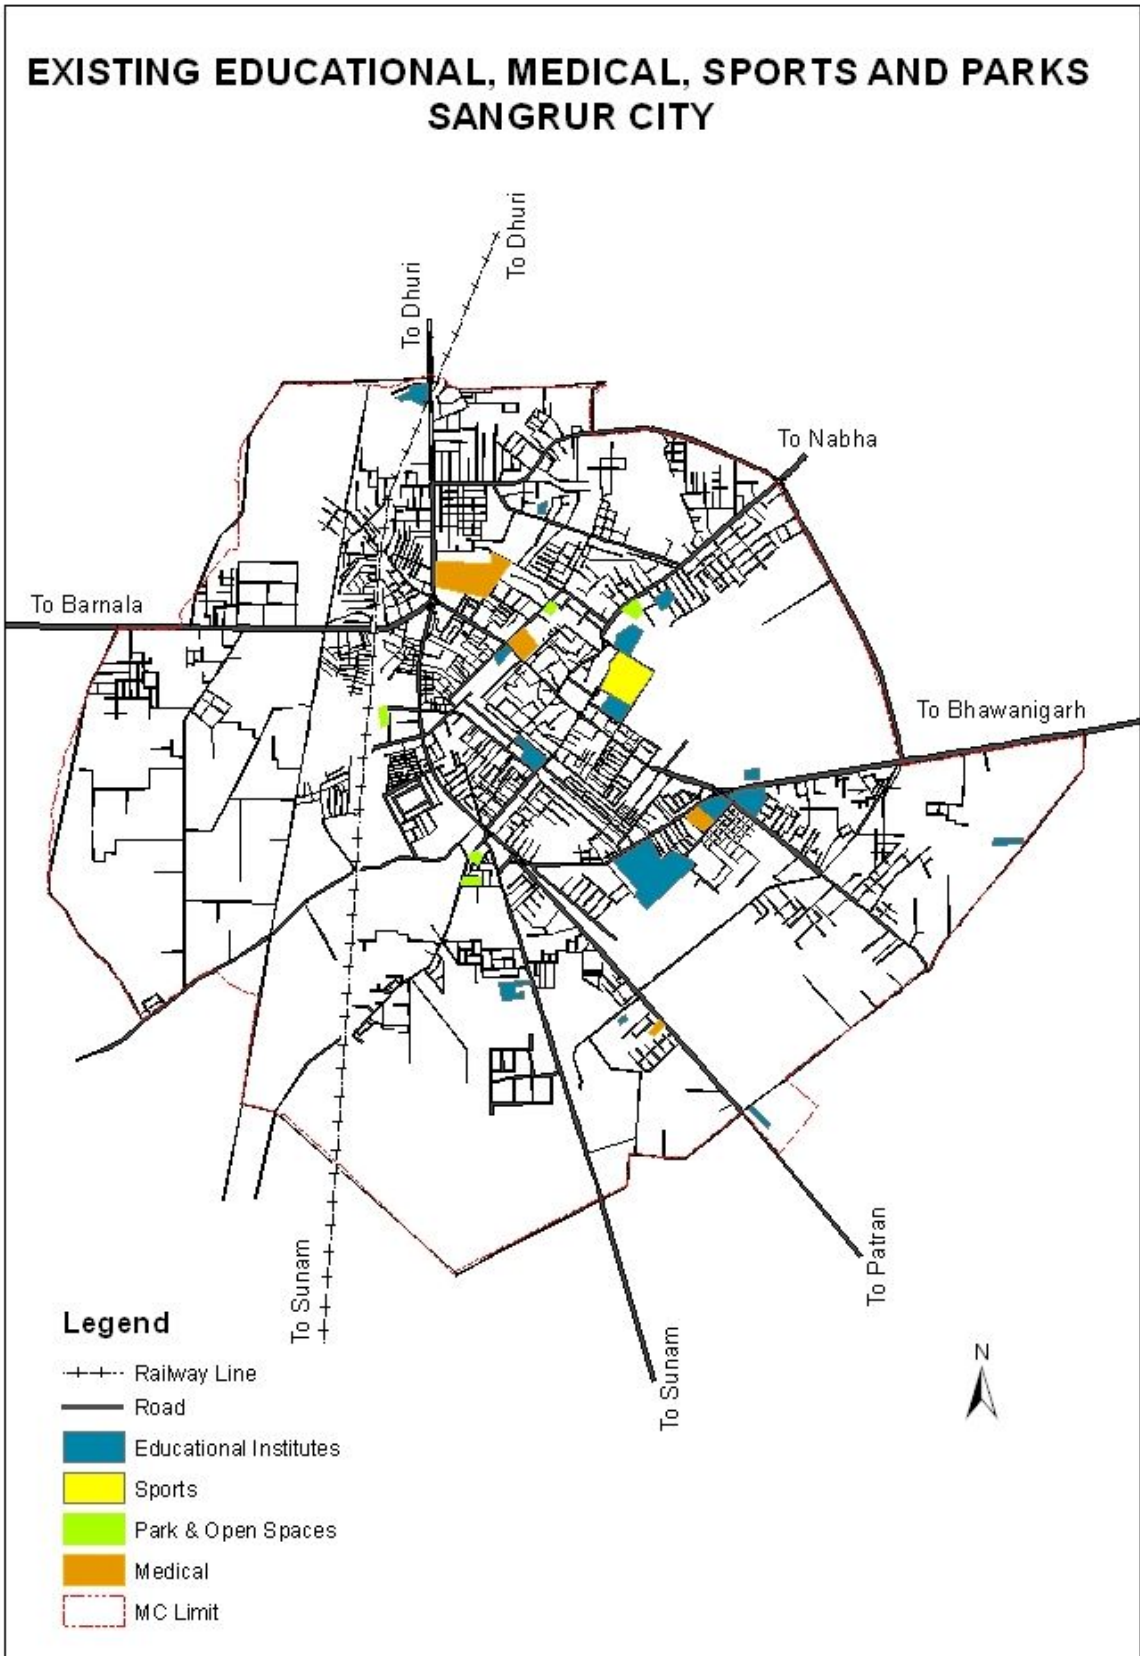 EXISTING EDUCATIONAL, MEDICAL, SPORTS AND PARKS
SANGRUR CITY
To Dhuri
To Dhuri
To Nabha
To Barnala
To Bhawanigarh
To Patran
To Sunam
To Sunam
N
Legend
Railway Line
Road
Educational Institutes
Sports
Park & Open Spaces
Medical
MC Limit